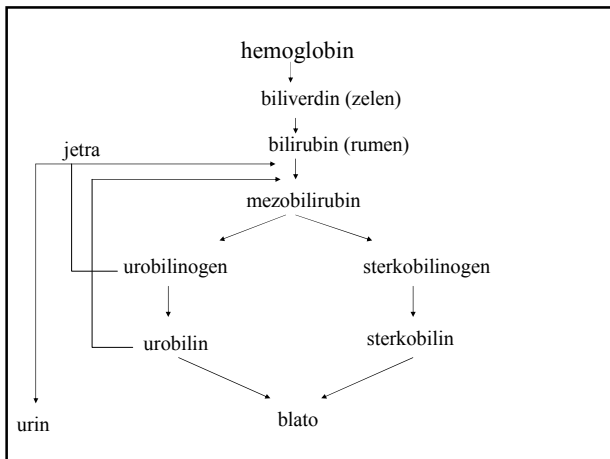 hemoglobin
biliverdin (zelen)
bilirubin (rumen)
jetra
mezobilirubin
urobilinogen
sterkobilinogen
urobilin
sterkobilin
blato
urin